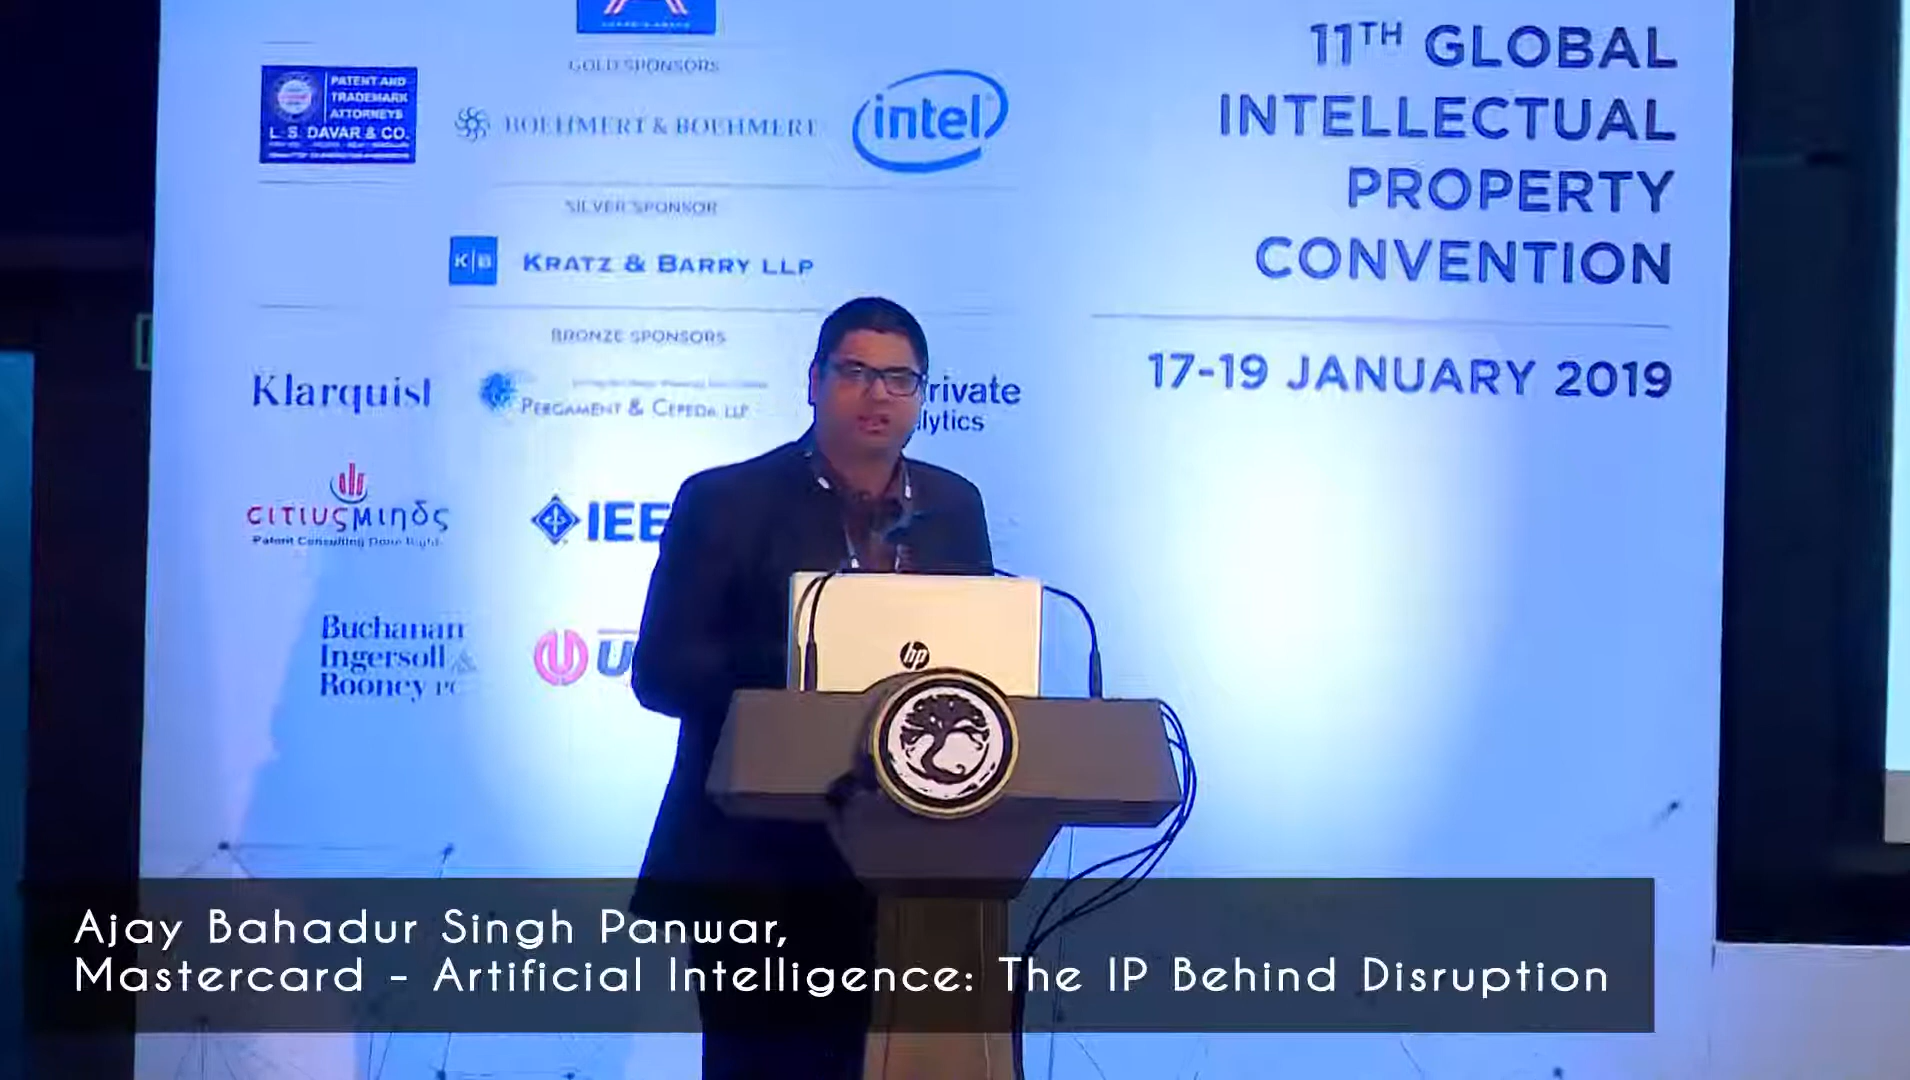 GOLD SPONSORS
PATENT AND
TRADEMARK
ATTORNEYS
L. S. DAVAR & CO.
BOEHMERT & BOEHMERT
intel
SILVER SPONSOR
K|B
KRATZ & BARRY LLP
BRONZE SPONSORS
Klarquist
PERGAMENT & CEPEDA LLP
rivate
lytics
CITIUSMINDS
Patent Consulting Done Right
IEE
Buchanan
Ingersoll &
Rooney PC
U
11TH GLOBAL
INTELLECTUAL
PROPERTY
CONVENTION
17-19 JANUARY 2019
hp
Ajay Bahadur Singh Panwar,
Mastercard - Artificial Intelligence: The IP Behind Disruption